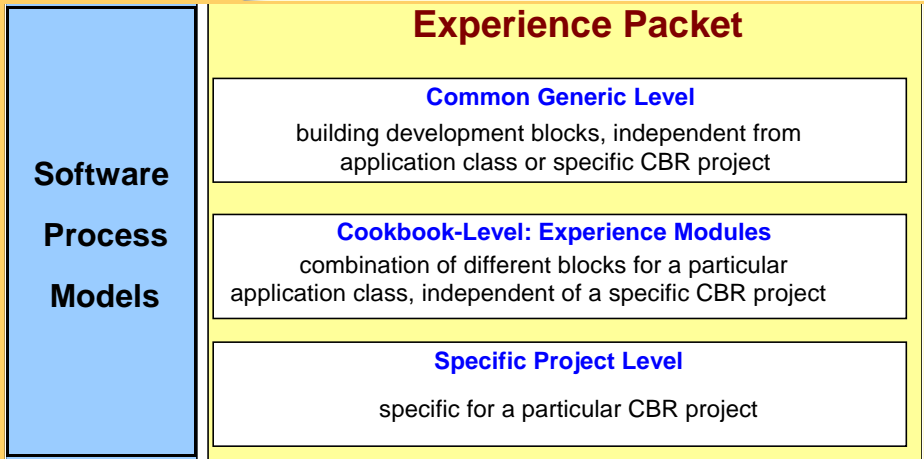 Software
Process
Models
Experience Packet
Common Generic Level
building development blocks, independent from
application class or specific CBR project
Cookbook-Level: Experience Modules
combination of different blocks for a particular
application class, independent of a specific CBR project
Specific Project Level
specific for a particular CBR project